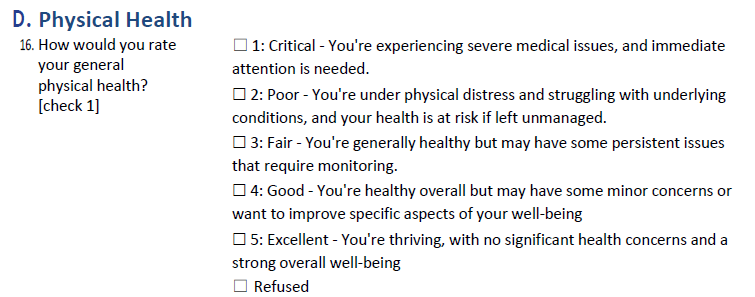 D. Physical Health
16. How would you rate your general physical health? [check 1]
☐ 1: Critical - You're experiencing severe medical issues, and immediate
attention is needed.
☐ 2: Poor - You're under physical distress and struggling with underlying
conditions, and your health is at risk if left unmanaged.
☐ 3: Fair - You're generally healthy but may have some persistent issues
that require monitoring.
☐ 4: Good - You're healthy overall but may have some minor concerns or
want to improve specific aspects of your well-being
☐ 5: Excellent - You're thriving, with no significant health concerns and a
strong overall well-being
☐ Refused